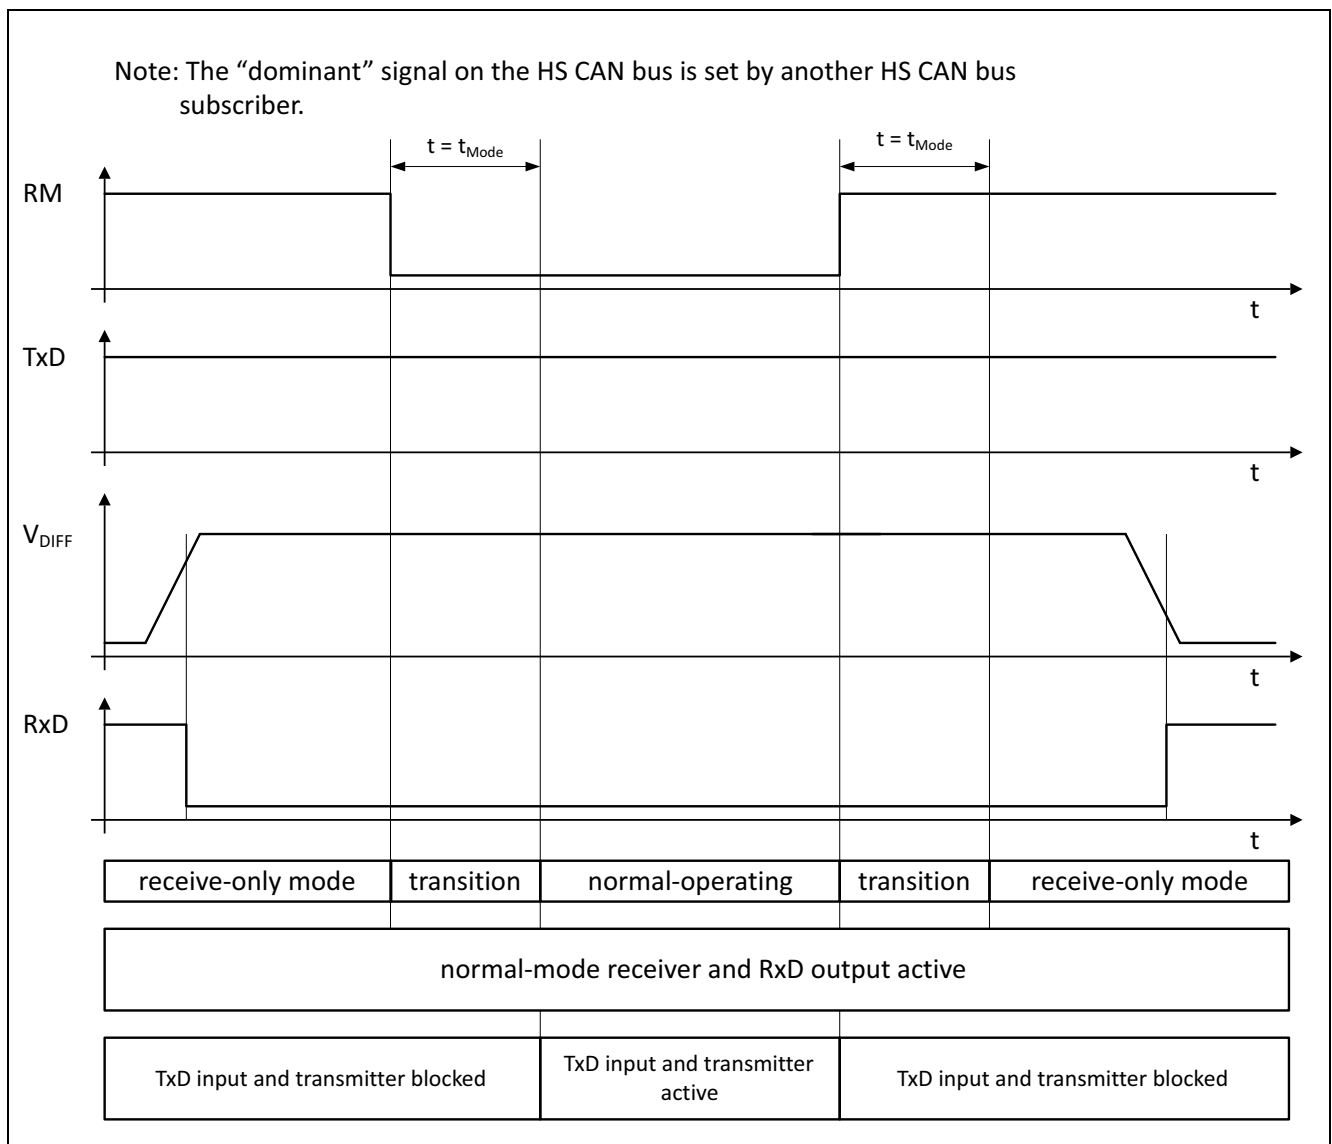 Note: The “dominant” signal on the HS CAN bus is set by another HS CAN bus
subscriber.
t = tMode
t = tMode
RM
t
TxD
t
VDIFF
t
RxD
t
receive-only mode
transition
normal-operating
transition
receive-only mode
normal-mode receiver and RxD output active
TxD input and transmitter blocked
TxD input and transmitter
active
TxD input and transmitter blocked